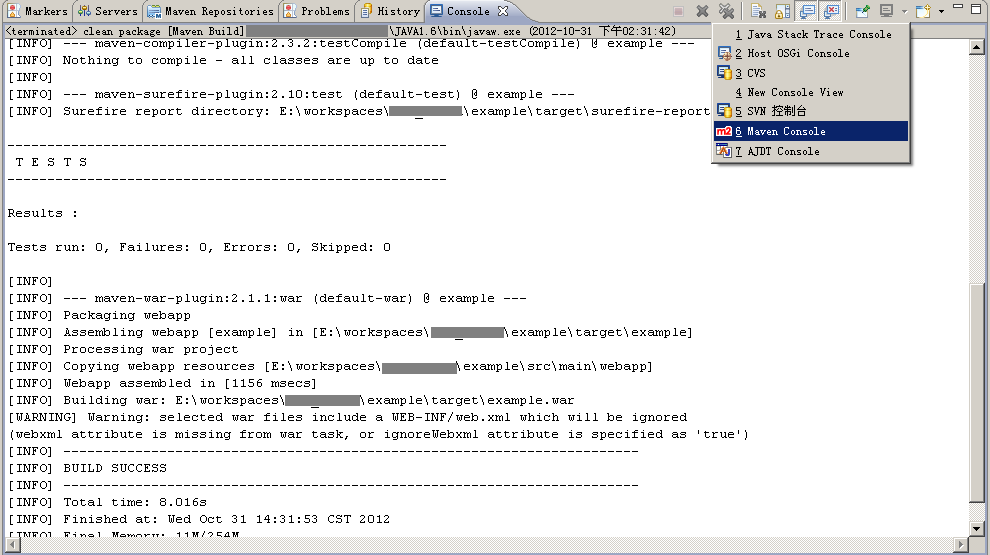 Markers Servers Maven Repositories Problems History Console
<terminated> clean package [Maven Build] \JAVA1.6\bin\javaw.exe (2012-10-31 下午02:31:42)
[INFO] --- maven-compiler-plugin:2.3.2:testCompile (default-testCompile) @ example ---
[INFO] Nothing to compile - all classes are up to date
[INFO]
[INFO] --- maven-surefire-plugin:2.10:test (default-test) @ example ---
[INFO] Surefire report directory: E:\workspaces\ _ \example\target\surefire-report
1 Java Stack Trace Console
2 Host OSGi Console
3 CVS
4 New Console View
5 SVN 控制台
m2 6 Maven Console
7 AJDT Console
-------------------------------------------------------
T E S T S
-------------------------------------------------------
Results :
Tests run: 0, Failures: 0, Errors: 0, Skipped: 0
[INFO]
[INFO] --- maven-war-plugin:2.1.1:war (default-war) @ example ---
[INFO] Packaging webapp
[INFO] Assembling webapp [example] in [E:\workspaces\ _ \example\target\example]
[INFO] Processing war project
[INFO] Copying webapp resources [E:\workspaces\ \example\src\main\webapp]
[INFO] Webapp assembled in [1156 msecs]
[INFO] Building war: E:\workspaces\ _ \example\target\example.war
[WARNING] Warning: selected war files include a WEB-INF/web.xml which will be ignored
(webxml attribute is missing from war task, or ignoreWebxml attribute is specified as 'true')
[INFO] ------------------------------------------------------------------------
[INFO] BUILD SUCCESS
[INFO] ------------------------------------------------------------------------
[INFO] Total time: 8.016s
[INFO] Finished at: Wed Oct 31 14:31:53 CST 2012
[INFO] Final Memory: 11M/254M